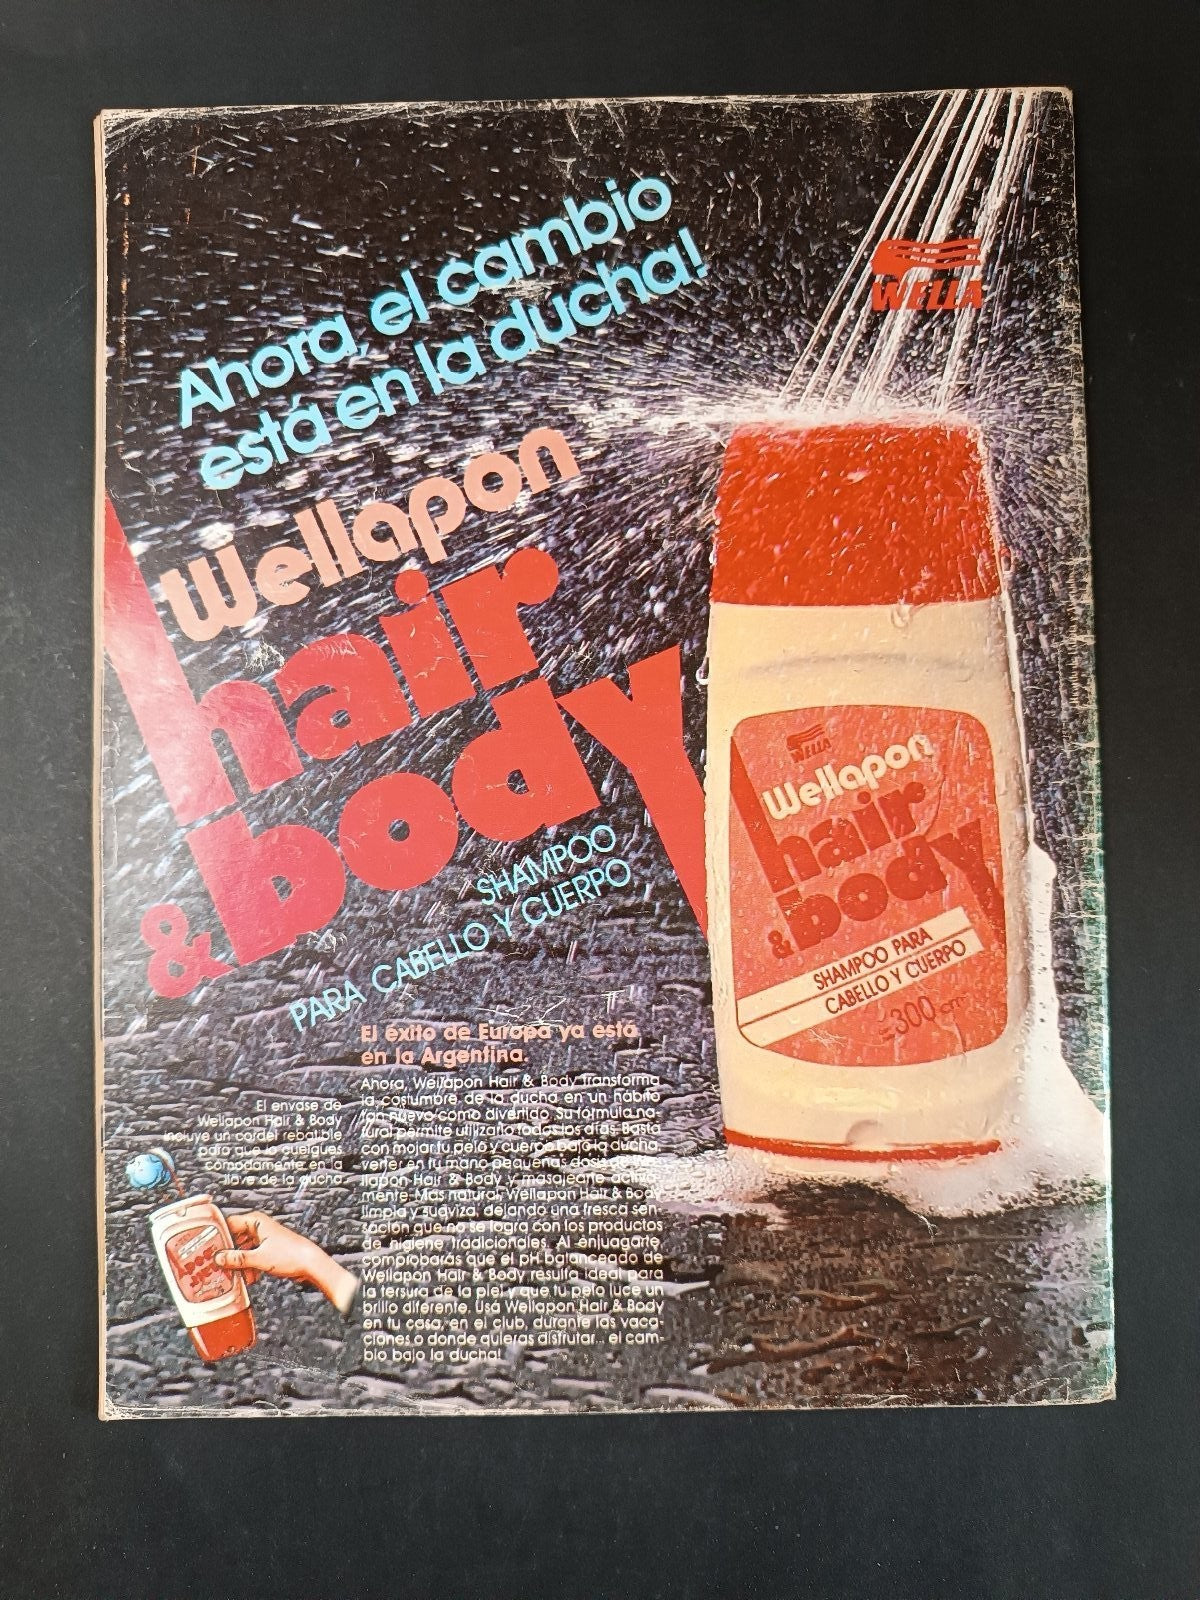 Ahora, el cambio
está en la ducha!
WELLA
Wellapon
hair
& body
SHAMPOO
PARA CABELLO Y CUERPO
WELLA
Wellapon
hair
& body
SHAMPOO PARA
CABELLO Y CUERPO
300 cm³
El éxito de Europa ya está
en la Argentina.
El envase de
Wellapon Hair & Body
incluye un cordel rebatible
para que lo cuelgues
cómodamente en la
llave de la ducha.
Ahora, Wellapon Hair & Body transforma
la costumbre de la ducha en un hábito
tan nuevo como divertido. Su fórmula na-
tural permite utilizarlo todos los días. Basta
con mojar tu pelo y cuerpo bajo la ducha,
verter en tu mano pequeñas dosis de We-
llapon Hair & Body y masajearte activa-
mente. Más natural, Wellapon Hair & Body
limpia y suaviza, dejando una fresca sen-
sación que no se logra con los productos
de higiene tradicionales. Al enjuagarte,
comprobarás que el pH balanceado de
Wellapon Hair & Body resulta ideal para
la tersura de la piel y que tu pelo luce un
brillo diferente. Usá Wellapon Hair & Body
en tu casa, en el club, durante las vaca-
ciones o donde quieras disfrutar... el cam-
bio bajo la ducha!